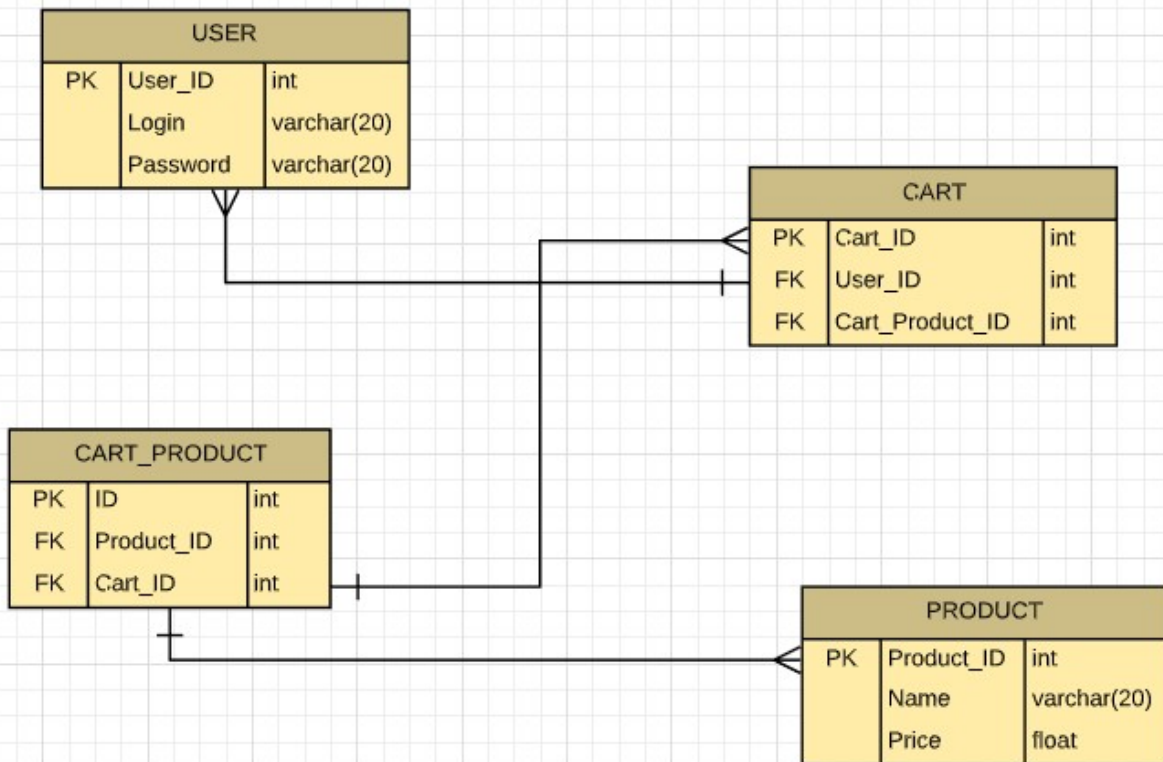 USER
PK User_ID int
Login varchar(20)
Password varchar(20)
CART
PK Cart_ID int
FK User_ID int
FK Cart_Product_ID int
CART_PRODUCT
PK ID int
FK Product_ID int
FK Cart_ID int
PRODUCT
PK Product_ID int
Name varchar(20)
Price float